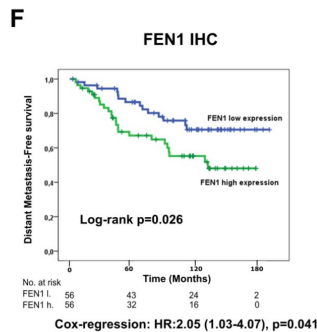 F
FEN1 IHC
Distant Metastasis-Free survival
1,0
0,8
0,6
0,4
0,2
0,0
FEN1 low expression
FEN1 high expression
Log-rank p=0.026
0 60 120 180
Time (Months)
No. at risk
FEN1 l. 56 43 24 2
FEN1 h. 56 32 16 0
Cox-regression: HR:2.05 (1.03-4.07), p=0.041